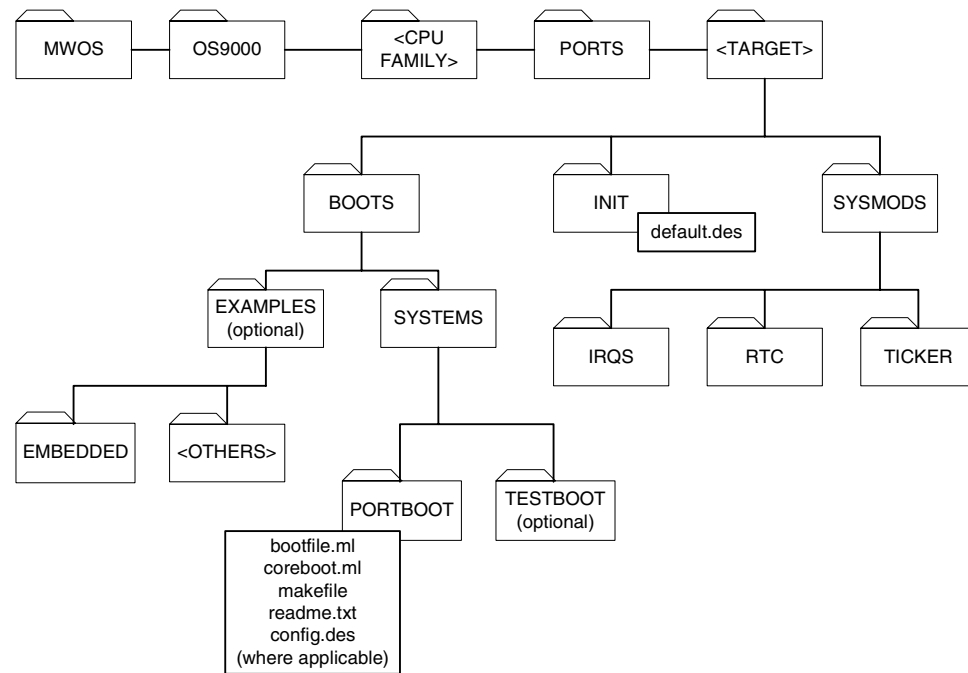 MWOS
OS9000
<CPU
FAMILY>
PORTS
<TARGET>
BOOTS
INIT
default.des
SYSMODS
EXAMPLES
(optional)
SYSTEMS
IRQS
RTC
TICKER
EMBEDDED
<OTHERS>
PORTBOOT
TESTBOOT
(optional)
bootfile.ml
coreboot.ml
makefile
readme.txt
config.des
(where applicable)